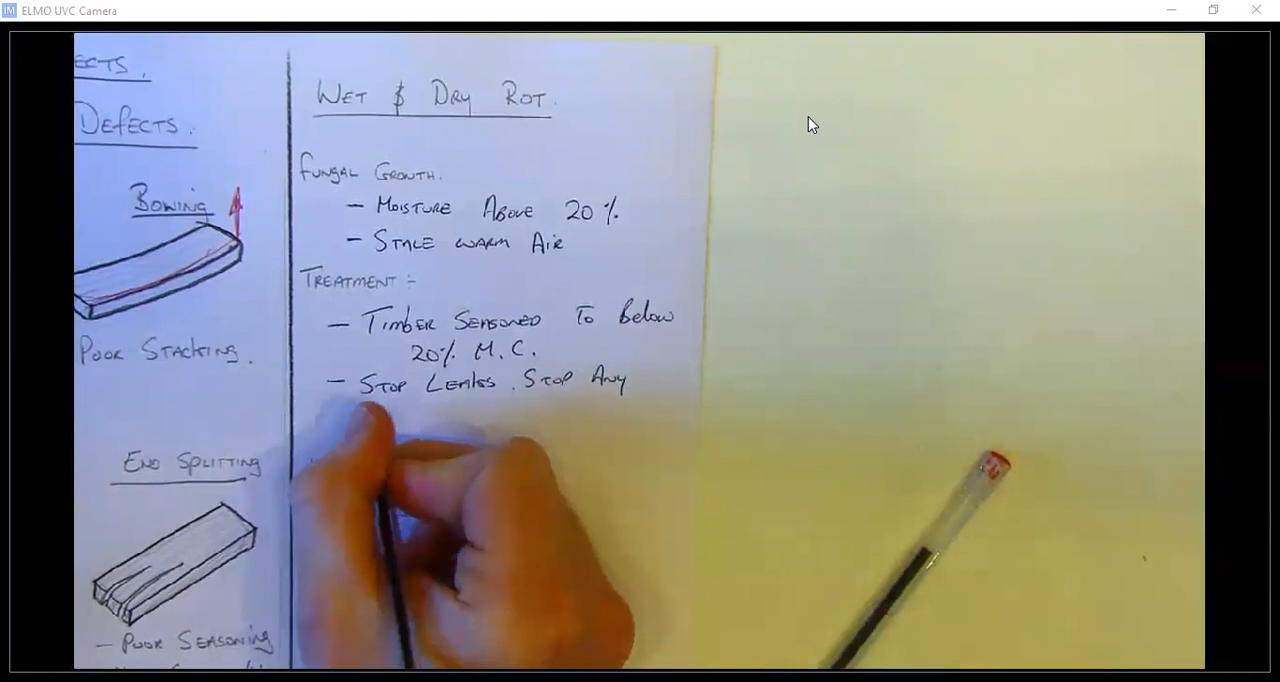 ELMO UVC Camera
ECTS.
DEFECTS.
BOWING
POOR STACKING.
END SPLITTING
- POOR SEASONING
WET & DRY ROT.
FUNGAL GROWTH.
- MOISTURE ABOVE 20%
- STALE WARM AIR
TREATMENT :-
- TIMBER SEASONED TO BELOW
20% M.C.
- STOP LEAKS. STOP ANY